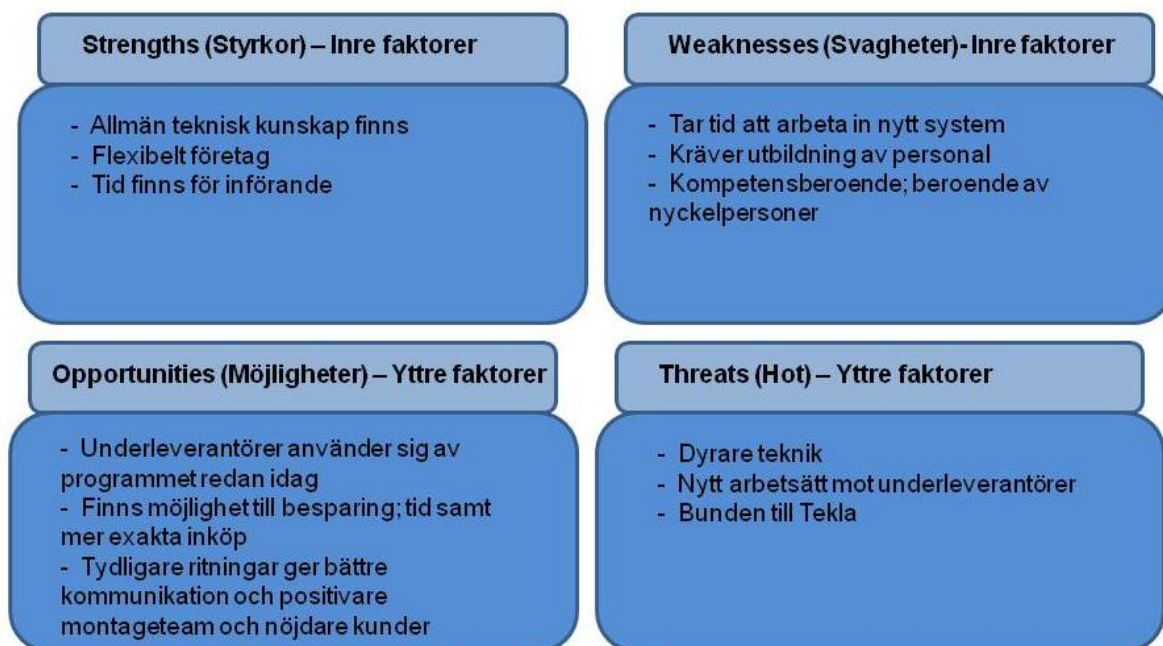 Strengths (Styrkor) – Inre faktorer
- Allmän teknisk kunskap finns
- Flexibelt företag
- Tid finns för införande
Weaknesses (Svagheter)- Inre faktorer
- Tar tid att arbeta in nytt system
- Kräver utbildning av personal
- Kompetensberoende; beroende av
nyckelpersoner
Opportunities (Möjligheter) – Yttre faktorer
- Underleverantörer använder sig av
programmet redan idag
- Finns möjlighet till besparing; tid samt
mer exakta inköp
- Tydligare ritningar ger bättre
kommunikation och positivare
montageteam och nöjdare kunder
Threats (Hot) – Yttre faktorer
- Dyrare teknik
- Nytt arbetsätt mot underleverantörer
- Bunden till Tekla